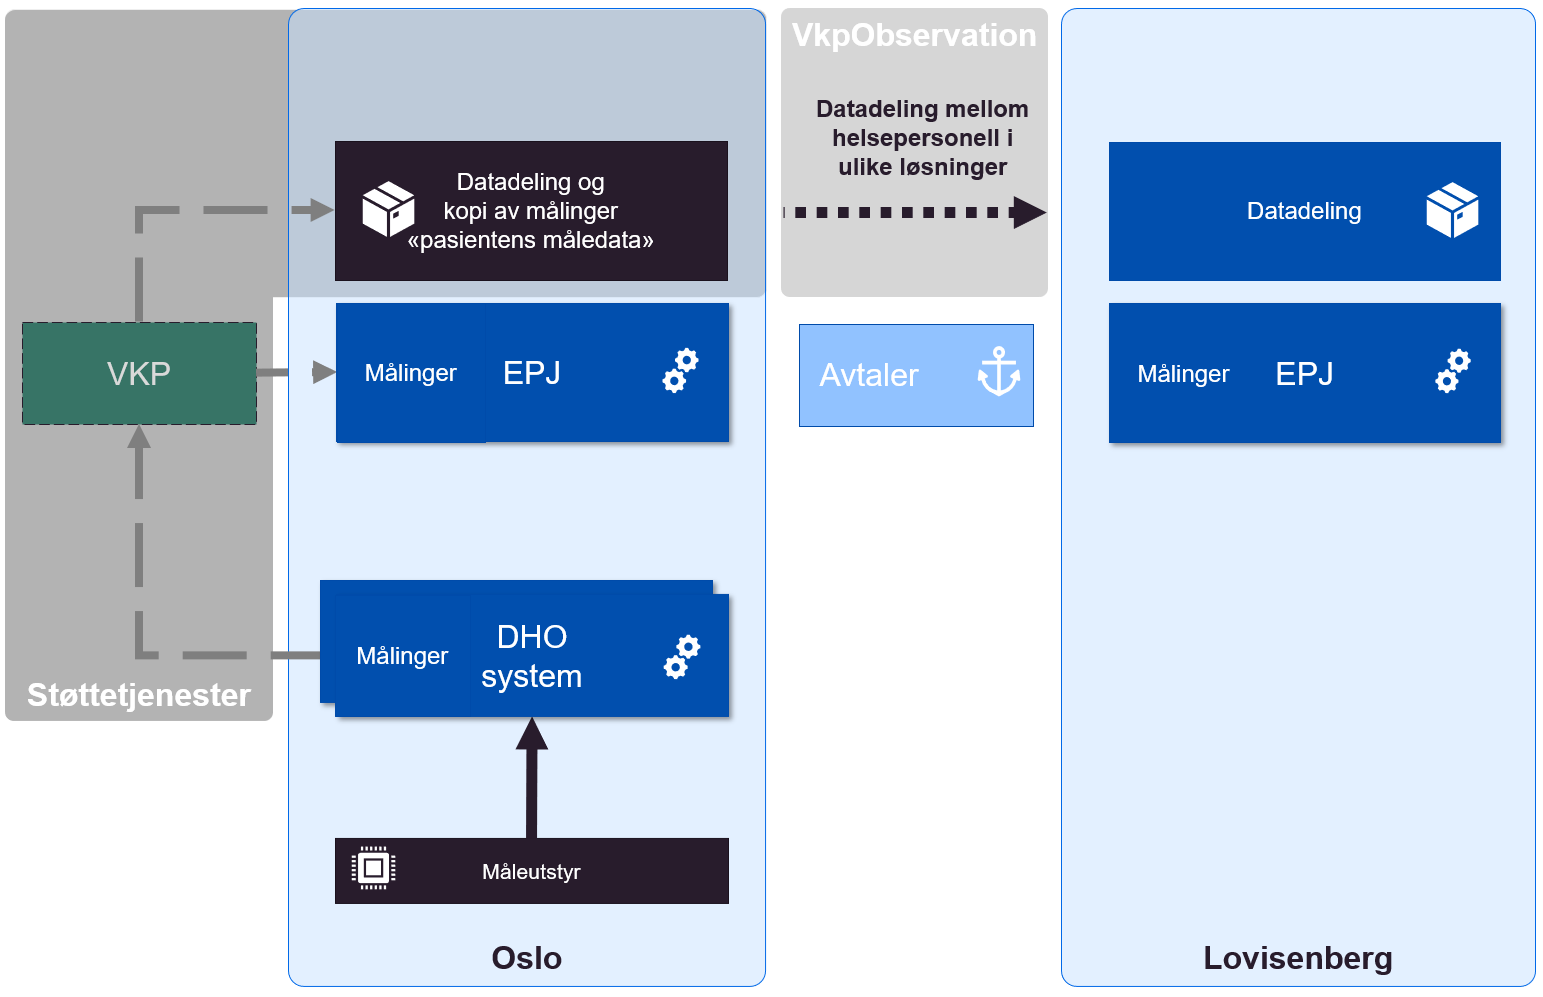 VkpObservation
Datadeling mellom
helsepersonell i
ulike løsninger
Datadeling og
kopi av målinger
«pasientens måledata»
Datadeling
VKP
Målinger
EPJ
Avtaler
Målinger
EPJ
Målinger
DHO
system
Støttetjenester
Måleutstyr
Oslo
Lovisenberg